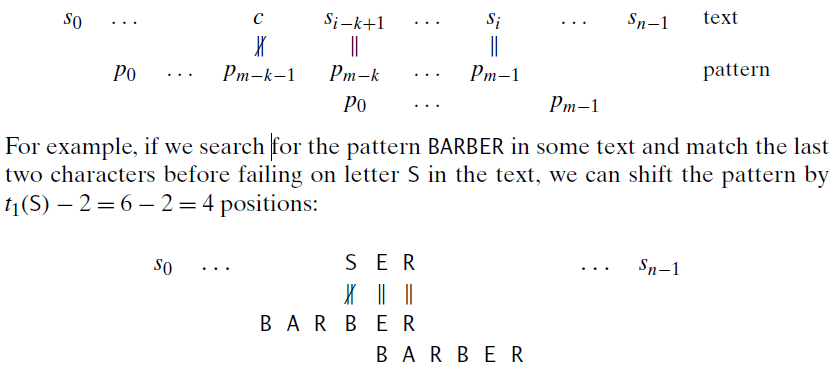 s₀ ... c sᵢ₋ₖ₊₁ ... sᵢ ... sₙ₋₁ text
∦ ‖ ‖
p₀ ... pₘ₋ₖ₋₁ pₘ₋ₖ ... pₘ₋₁ pattern
p₀ ... pₘ₋₁
For example, if we search for the pattern BARBER in some text and match the last
two characters before failing on letter S in the text, we can shift the pattern by
t₁(S) − 2 = 6 − 2 = 4 positions:
s₀ ... S E R ... sₙ₋₁
∦ ‖ ‖
B A R B E R
B A R B E R